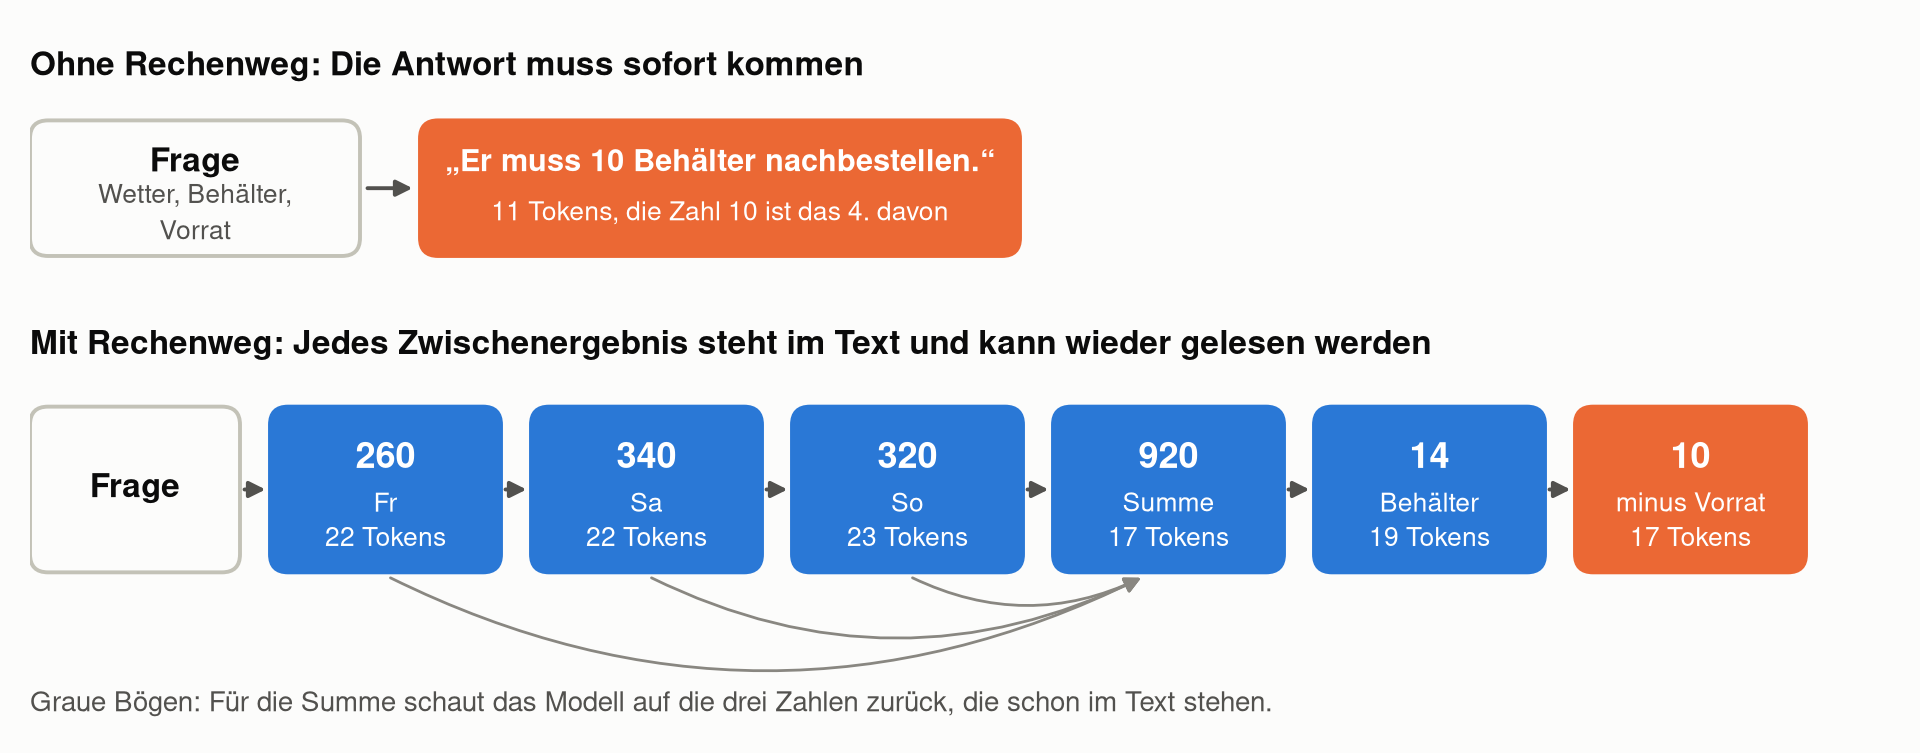 Ohne Rechenweg: Die Antwort muss sofort kommen
Frage
Wetter, Behälter,
Vorrat
„Er muss 10 Behälter nachbestellen.“
11 Tokens, die Zahl 10 ist das 4. davon
Mit Rechenweg: Jedes Zwischenergebnis steht im Text und kann wieder gelesen werden
Frage
260
Fr
22 Tokens
340
Sa
22 Tokens
320
So
23 Tokens
920
Summe
17 Tokens
14
Behälter
19 Tokens
10
minus Vorrat
17 Tokens
Graue Bögen: Für die Summe schaut das Modell auf die drei Zahlen zurück, die schon im Text stehen.